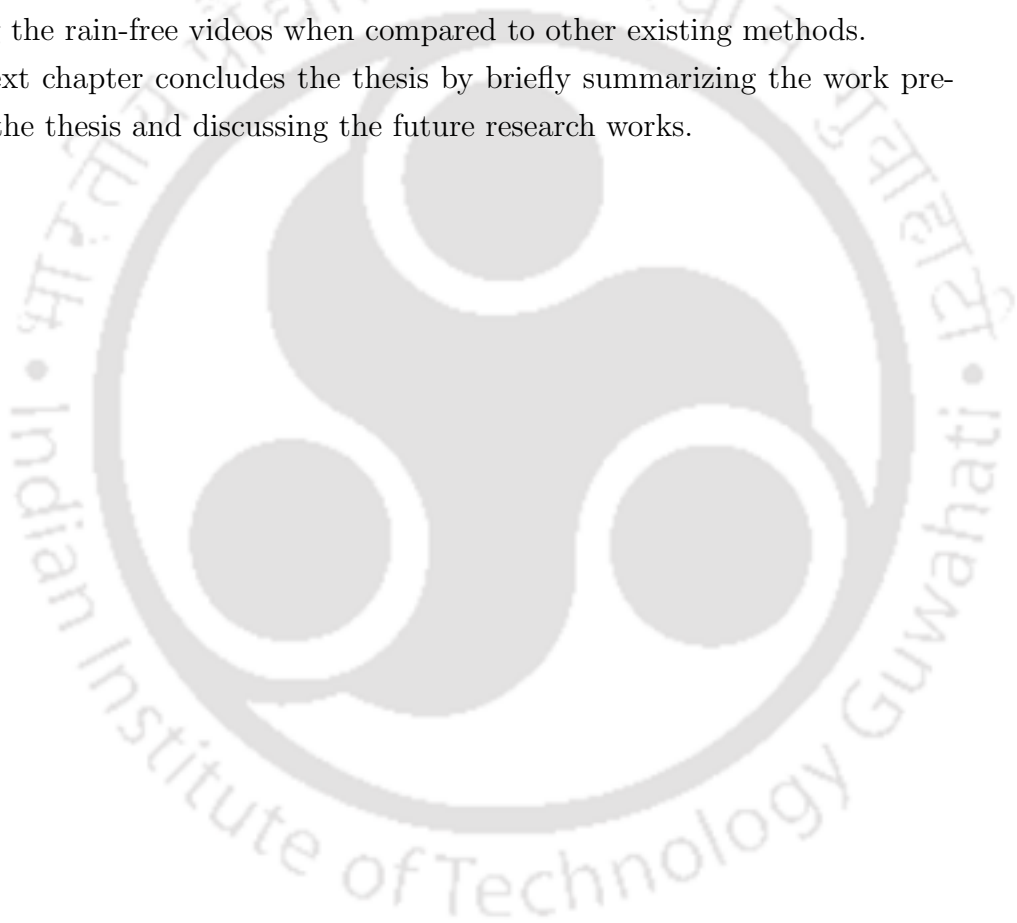 the rain-free videos when compared to other existing methods.
ext chapter concludes the thesis by briefly summarizing the work pre-
the thesis and discussing the future research works.
• Indian Institute of Technology Guwahati •